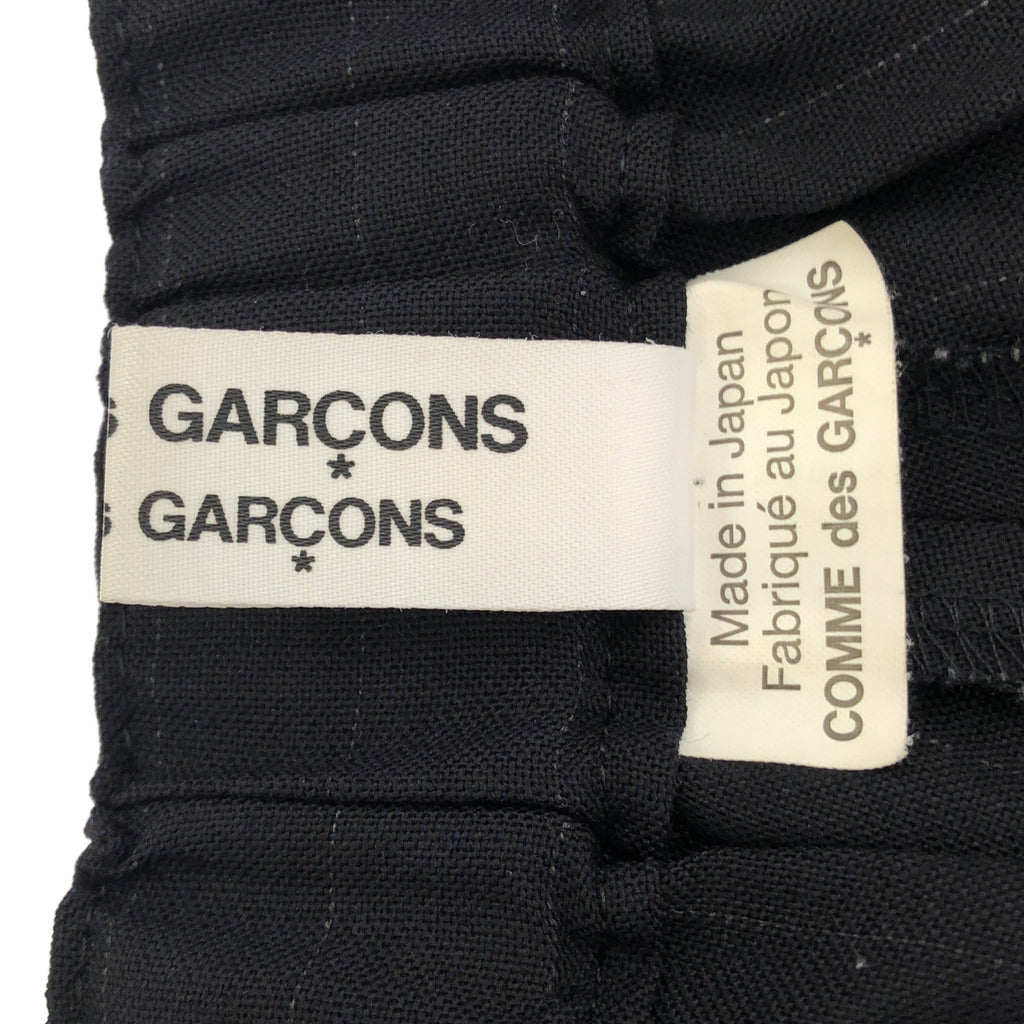 GARÇONS
*
GARÇONS
*
Made in Japan
Fabriqué au Japon
COMME des GARÇONS
*